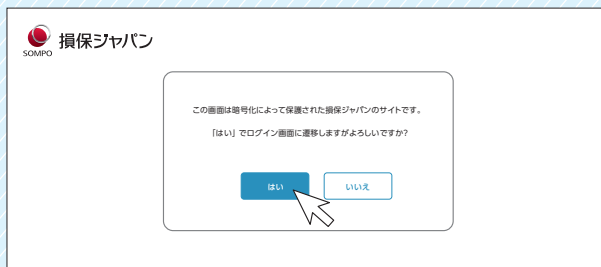 SOMPO
損保ジャパン
この画面は暗号化によって保護された損保ジャパンのサイトです。
「はい」でログイン画面に遷移しますがよろしいですか?
はい
いいえ